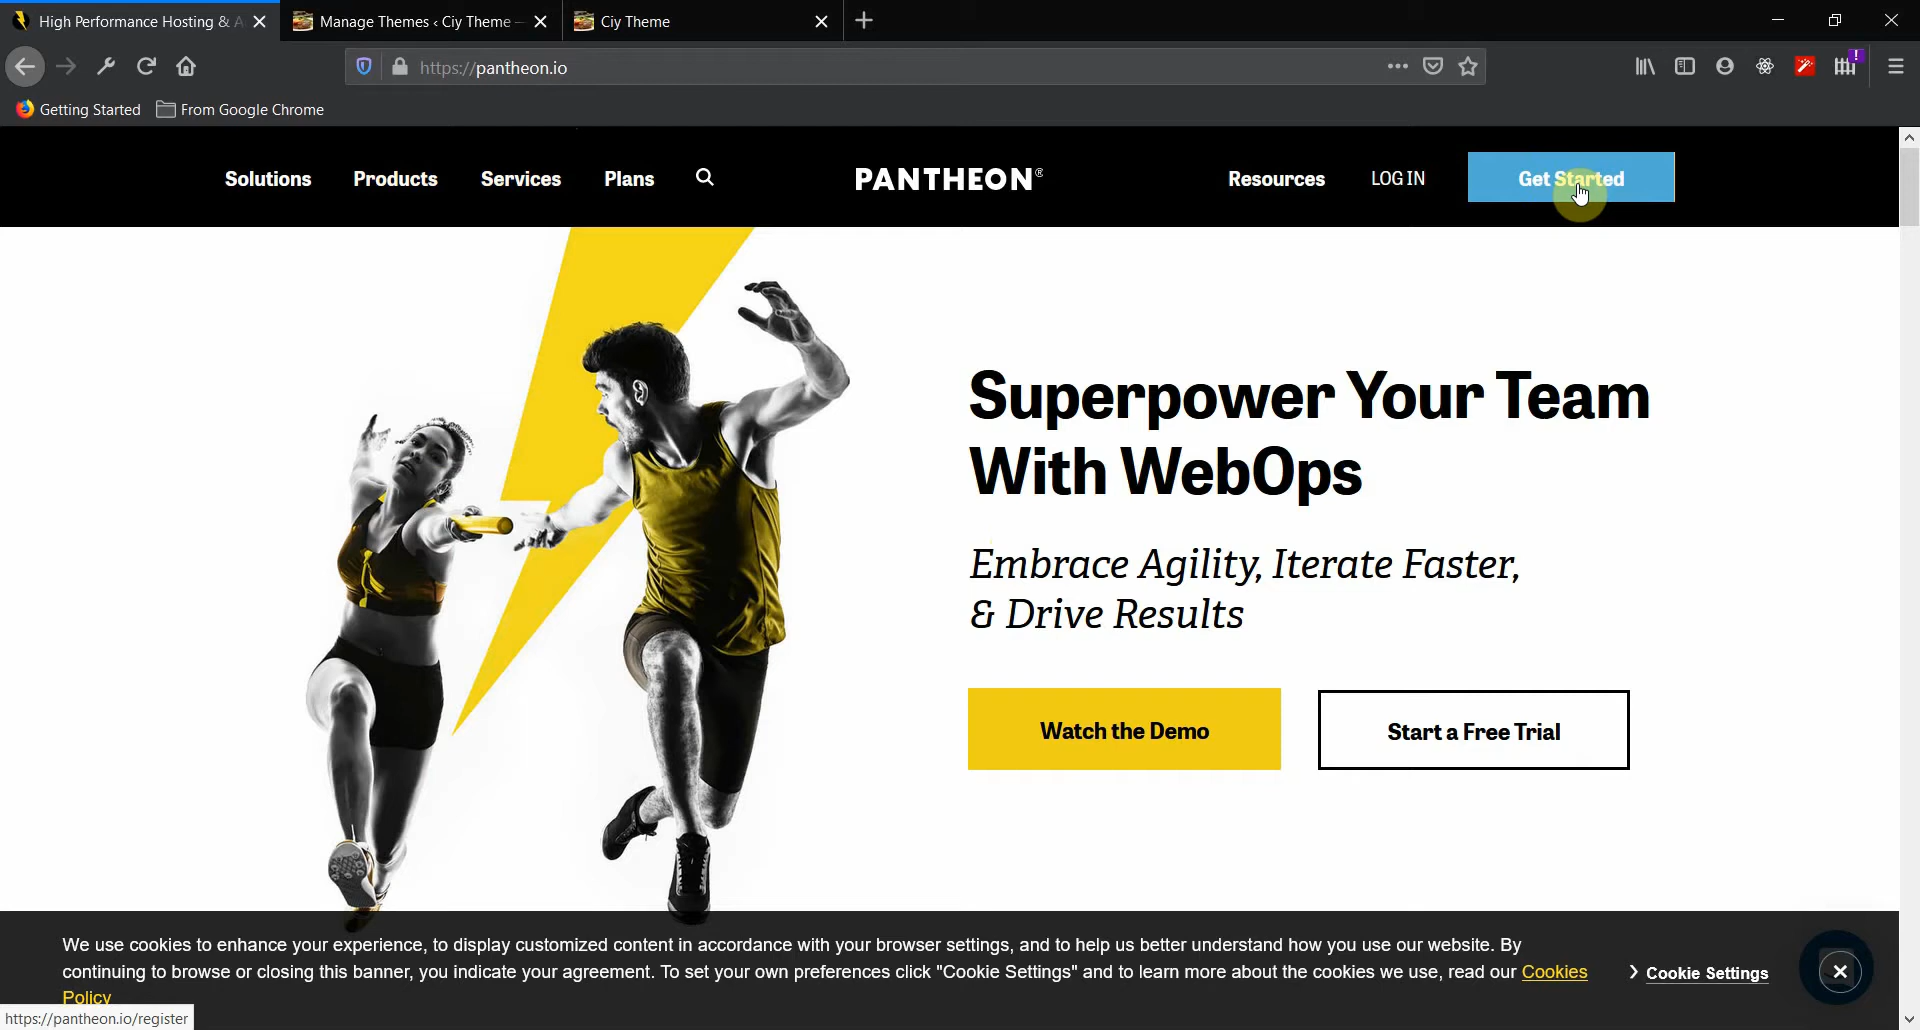 High Performance Hosting & A
Manage Themes ‹ Ciy Theme —
Ciy Theme
https://pantheon.io
Getting Started
From Google Chrome
Solutions
Products
Services
Plans
PANTHEON®
Resources
LOG IN
Get Started
Superpower Your Team
With WebOps
Embrace Agility, Iterate Faster,
& Drive Results
Watch the Demo
Start a Free Trial
We use cookies to enhance your experience, to display customized content in accordance with your browser settings, and to help us better understand how you use our website. By
continuing to browse or closing this banner, you indicate your agreement. To set your own preferences click "Cookie Settings" and to learn more about the cookies we use, read our Cookies
Policy
Cookie Settings
https://pantheon.io/register